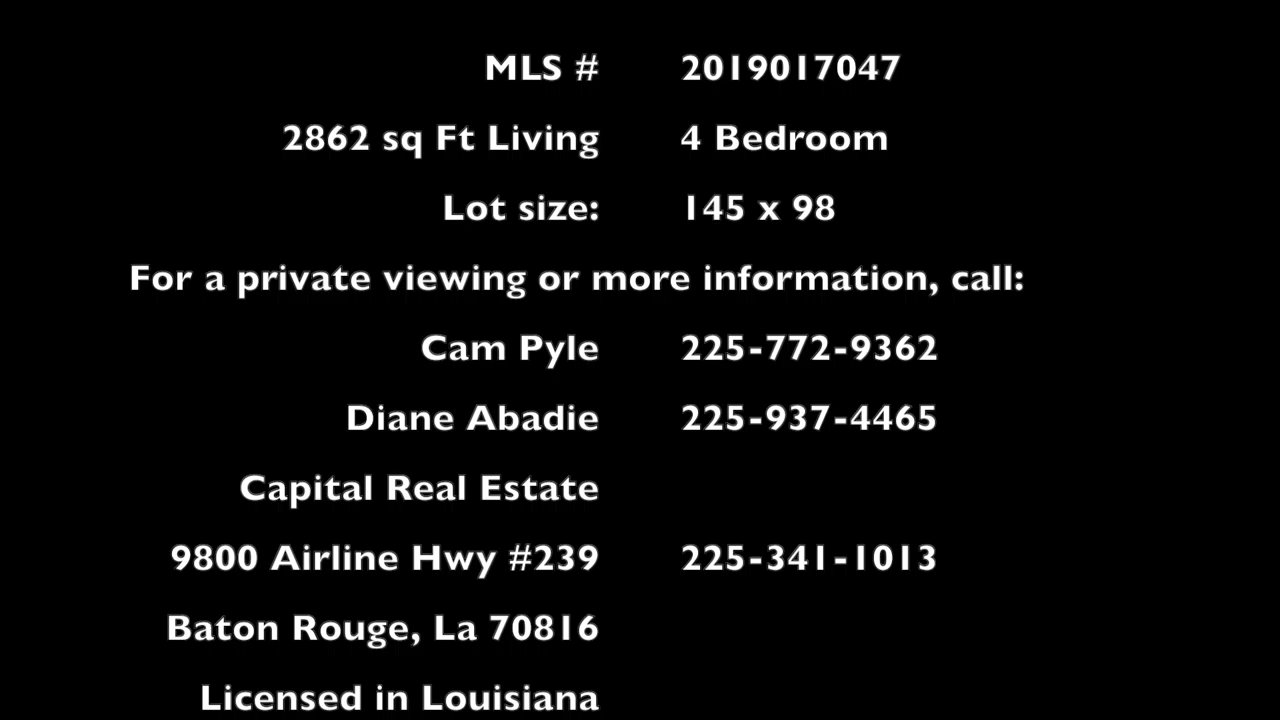 MLS # 2019017047
2862 sq Ft Living 4 Bedroom
Lot size: 145 x 98
For a private viewing or more information, call:
Cam Pyle 225-772-9362
Diane Abadie 225-937-4465
Capital Real Estate
9800 Airline Hwy #239 225-341-1013
Baton Rouge, La 70816
Licensed in Louisiana